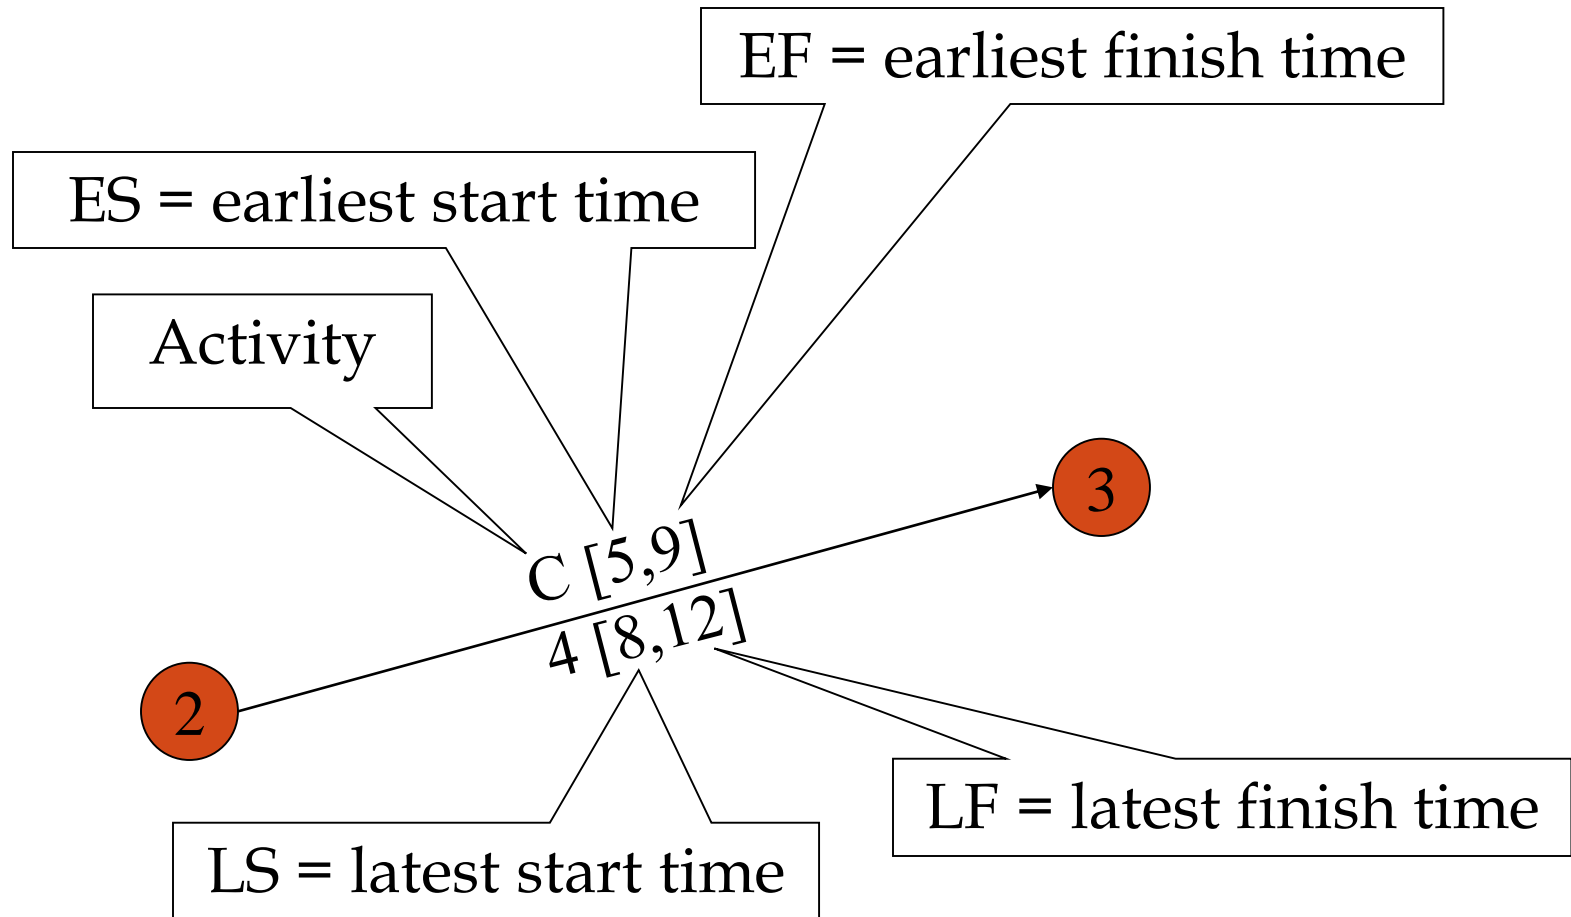 EF = earliest finish time
ES = earliest start time
Activity
3
C [5,9]
4 [8,12]
2
LF = latest finish time
LS = latest start time